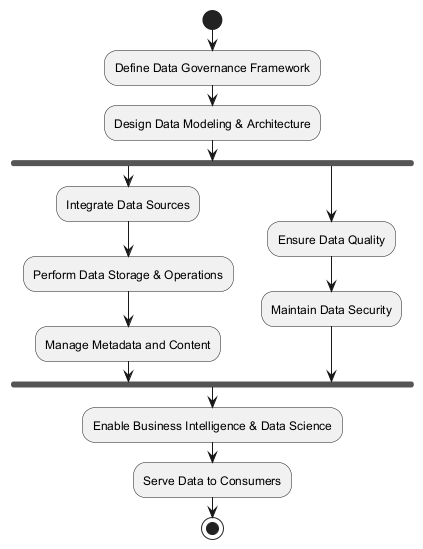 Define Data Governance Framework
Design Data Modeling & Architecture
Integrate Data Sources
Ensure Data Quality
Perform Data Storage & Operations
Maintain Data Security
Manage Metadata and Content
Enable Business Intelligence & Data Science
Serve Data to Consumers